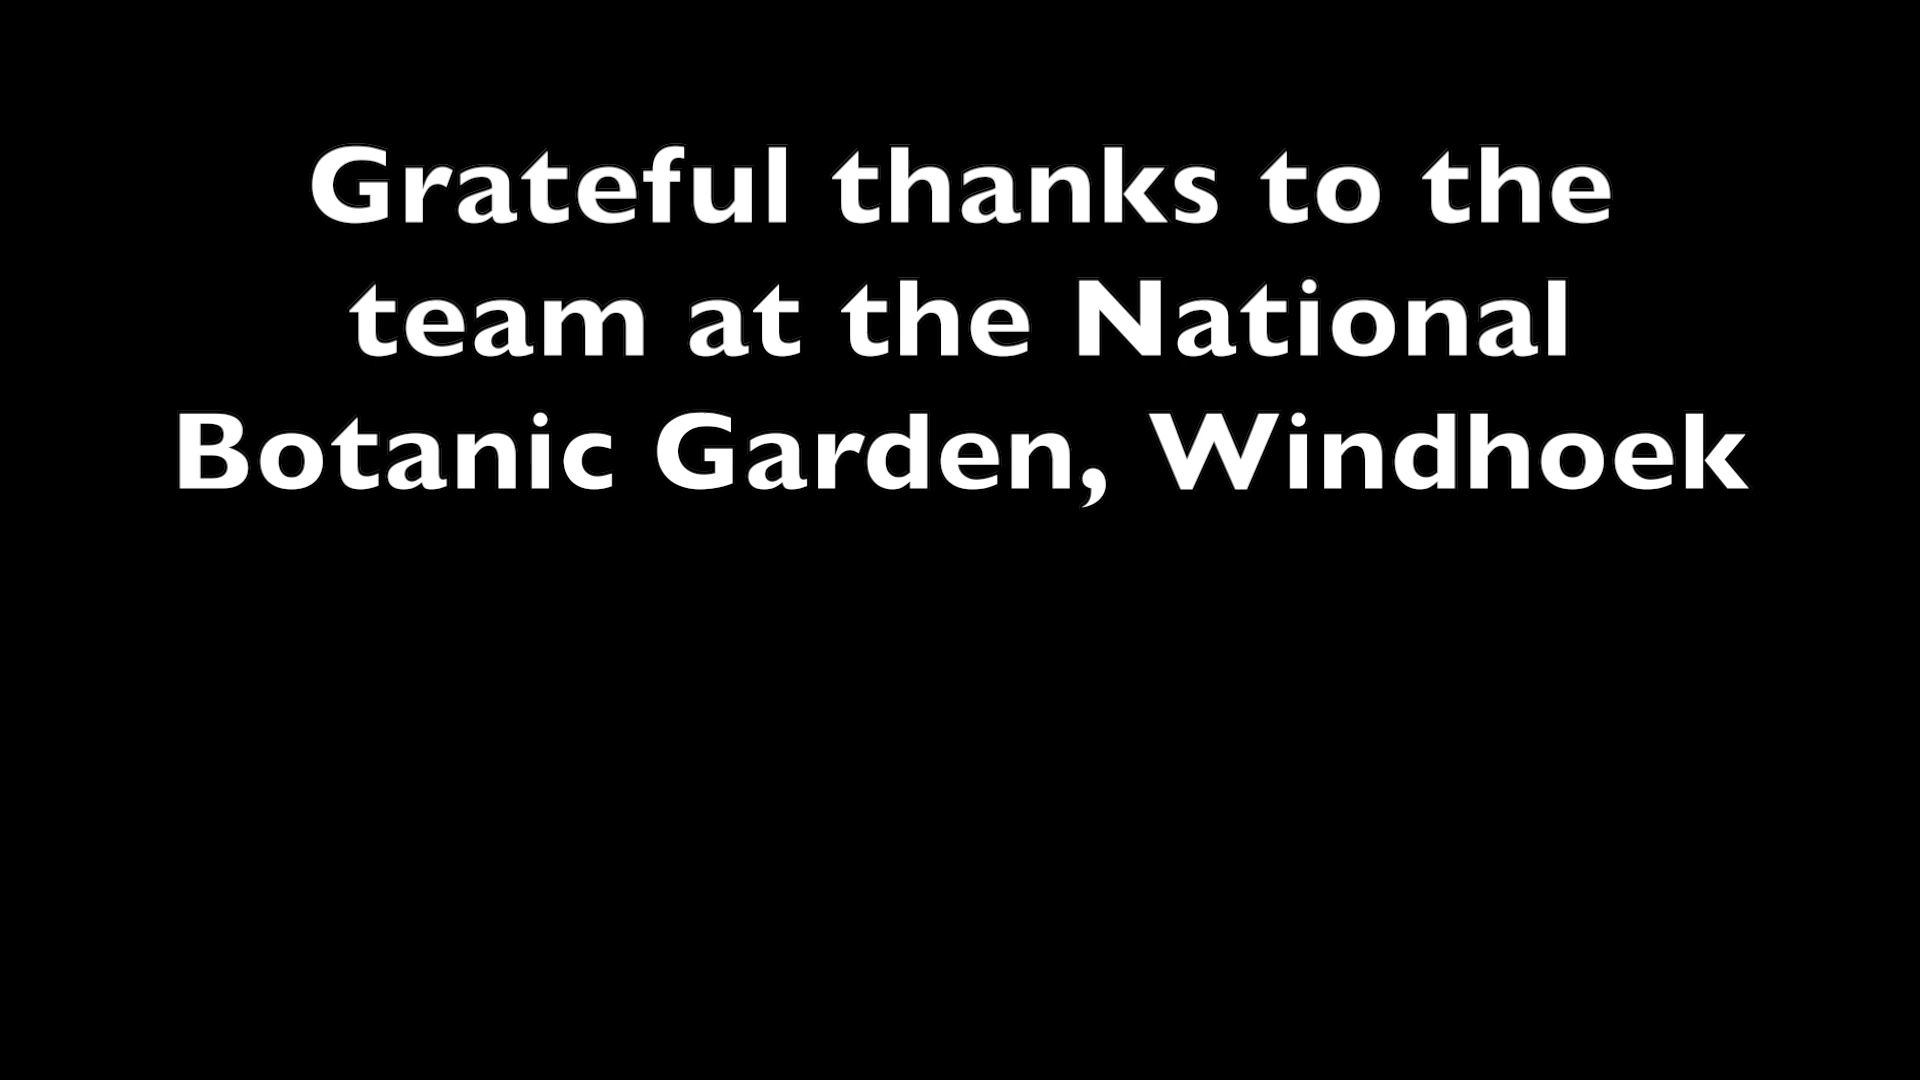 Grateful thanks to the
team at the National
Botanic Garden, Windhoek